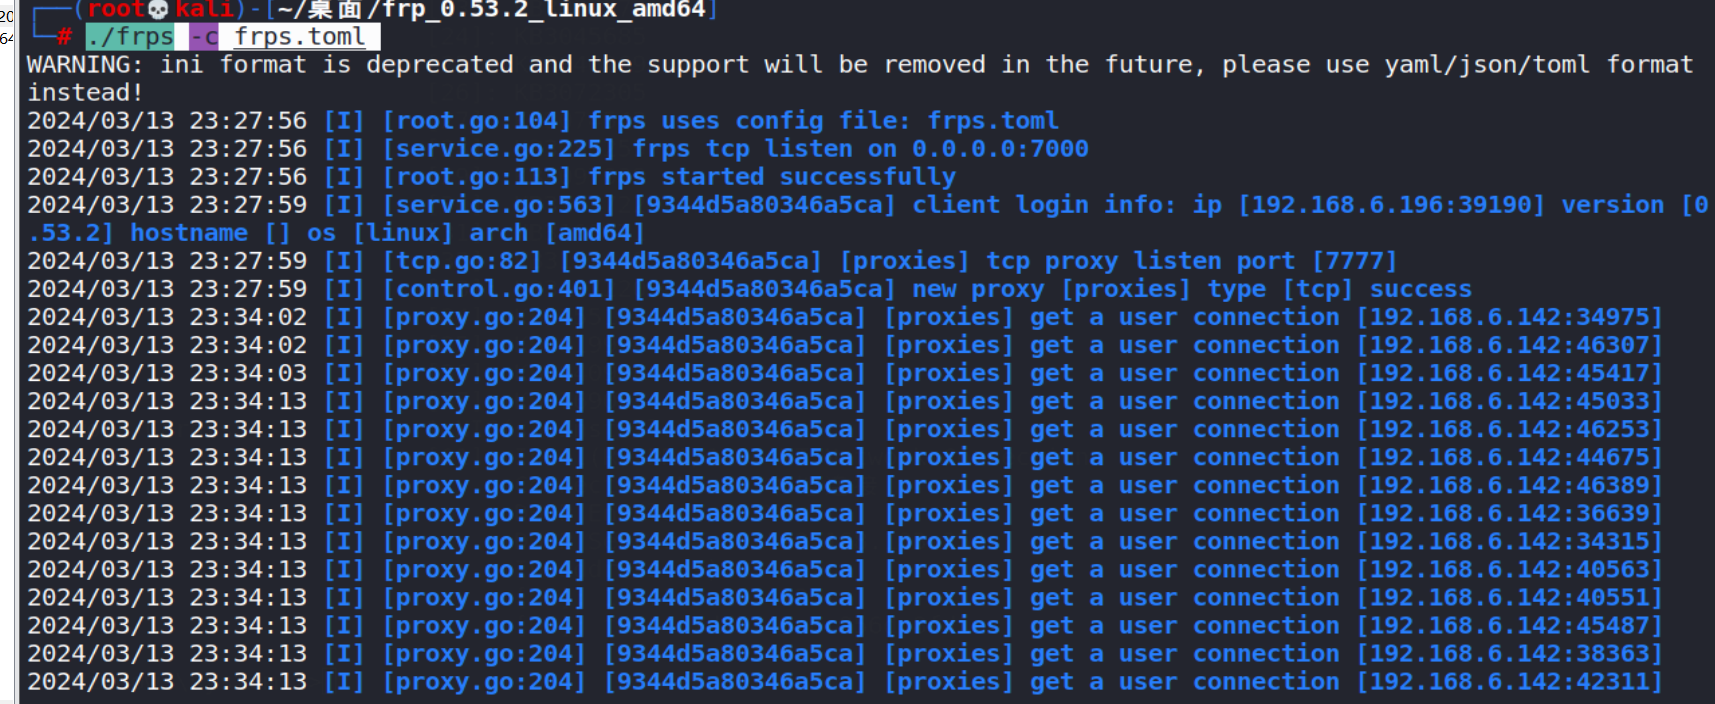 20
64
(root💀kali)-[~/桌面/frp_0.53.2_linux_amd64]
# ./frps -c frps.toml
WARNING: ini format is deprecated and the support will be removed in the future, please use yaml/json/toml format
instead!
2024/03/13 23:27:56 [I] [root.go:104] frps uses config file: frps.toml
2024/03/13 23:27:56 [I] [service.go:225] frps tcp listen on 0.0.0.0:7000
2024/03/13 23:27:56 [I] [root.go:113] frps started successfully
2024/03/13 23:27:59 [I] [service.go:563] [9344d5a80346a5ca] client login info: ip [192.168.6.196:39190] version [0
.53.2] hostname [] os [linux] arch [amd64]
2024/03/13 23:27:59 [I] [tcp.go:82] [9344d5a80346a5ca] [proxies] tcp proxy listen port [7777]
2024/03/13 23:27:59 [I] [control.go:401] [9344d5a80346a5ca] new proxy [proxies] type [tcp] success
2024/03/13 23:34:02 [I] [proxy.go:204] [9344d5a80346a5ca] [proxies] get a user connection [192.168.6.142:34975]
2024/03/13 23:34:02 [I] [proxy.go:204] [9344d5a80346a5ca] [proxies] get a user connection [192.168.6.142:46307]
2024/03/13 23:34:03 [I] [proxy.go:204] [9344d5a80346a5ca] [proxies] get a user connection [192.168.6.142:45417]
2024/03/13 23:34:13 [I] [proxy.go:204] [9344d5a80346a5ca] [proxies] get a user connection [192.168.6.142:45033]
2024/03/13 23:34:13 [I] [proxy.go:204] [9344d5a80346a5ca] [proxies] get a user connection [192.168.6.142:46253]
2024/03/13 23:34:13 [I] [proxy.go:204] [9344d5a80346a5ca] [proxies] get a user connection [192.168.6.142:44675]
2024/03/13 23:34:13 [I] [proxy.go:204] [9344d5a80346a5ca] [proxies] get a user connection [192.168.6.142:46389]
2024/03/13 23:34:13 [I] [proxy.go:204] [9344d5a80346a5ca] [proxies] get a user connection [192.168.6.142:36639]
2024/03/13 23:34:13 [I] [proxy.go:204] [9344d5a80346a5ca] [proxies] get a user connection [192.168.6.142:34315]
2024/03/13 23:34:13 [I] [proxy.go:204] [9344d5a80346a5ca] [proxies] get a user connection [192.168.6.142:40563]
2024/03/13 23:34:13 [I] [proxy.go:204] [9344d5a80346a5ca] [proxies] get a user connection [192.168.6.142:40551]
2024/03/13 23:34:13 [I] [proxy.go:204] [9344d5a80346a5ca] [proxies] get a user connection [192.168.6.142:45487]
2024/03/13 23:34:13 [I] [proxy.go:204] [9344d5a80346a5ca] [proxies] get a user connection [192.168.6.142:38363]
2024/03/13 23:34:13 [I] [proxy.go:204] [9344d5a80346a5ca] [proxies] get a user connection [192.168.6.142:42311]